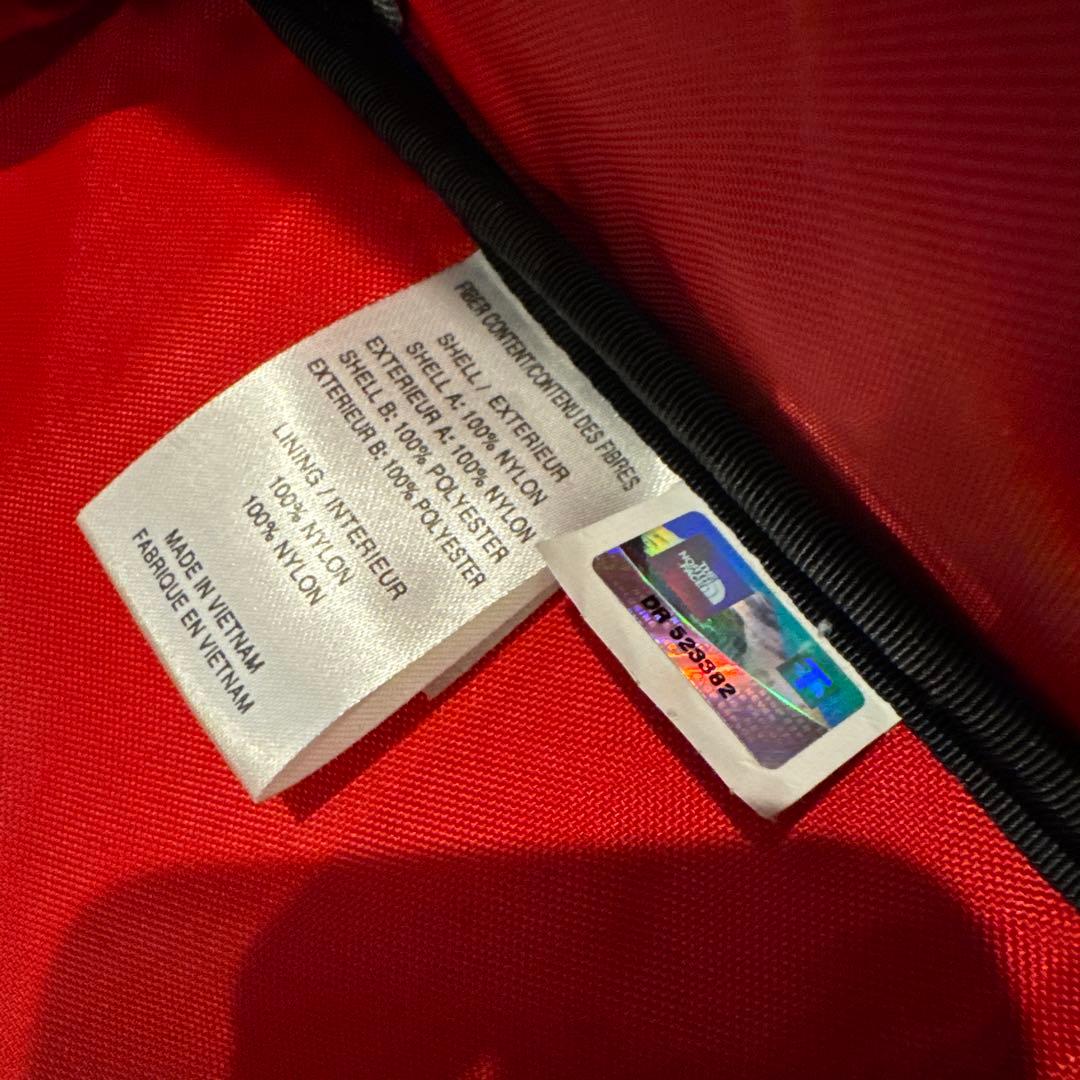 FIBER CONTENT/CONTENU DES FIBRES
SHELL / EXTERIEUR
SHELL A: 100% NYLON
EXTERIEUR A: 100% NYLON
SHELL B: 100% POLYESTER
EXTERIEUR B: 100% POLYESTER
LINING / INTERIEUR
100% NYLON
100% NYLON
MADE IN VIETNAM
FABRIQUE EN VIETNAM
THE
NORTH
FACE
DR 523382